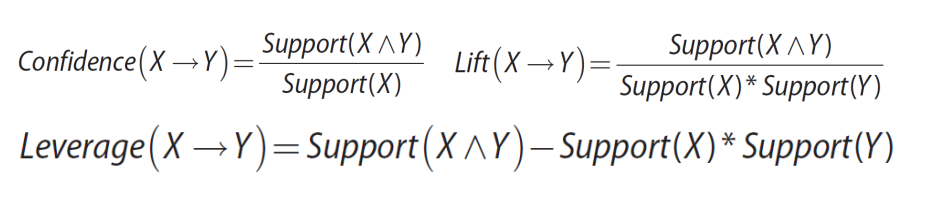 Confidence(X → Y) = Support(X ∧ Y) / Support(X) Lift(X → Y) = Support(X ∧ Y) / Support(X) * Support(Y)
Leverage(X → Y) = Support(X ∧ Y) − Support(X) * Support(Y)